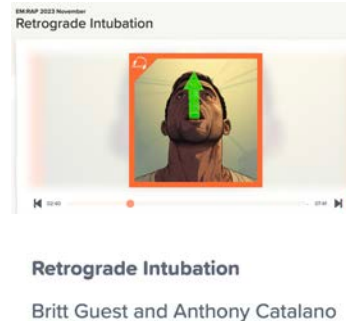 EM:RAP 2023 November
Retrograde Intubation
Retrograde Intubation
Britt Guest and Anthony Catalano